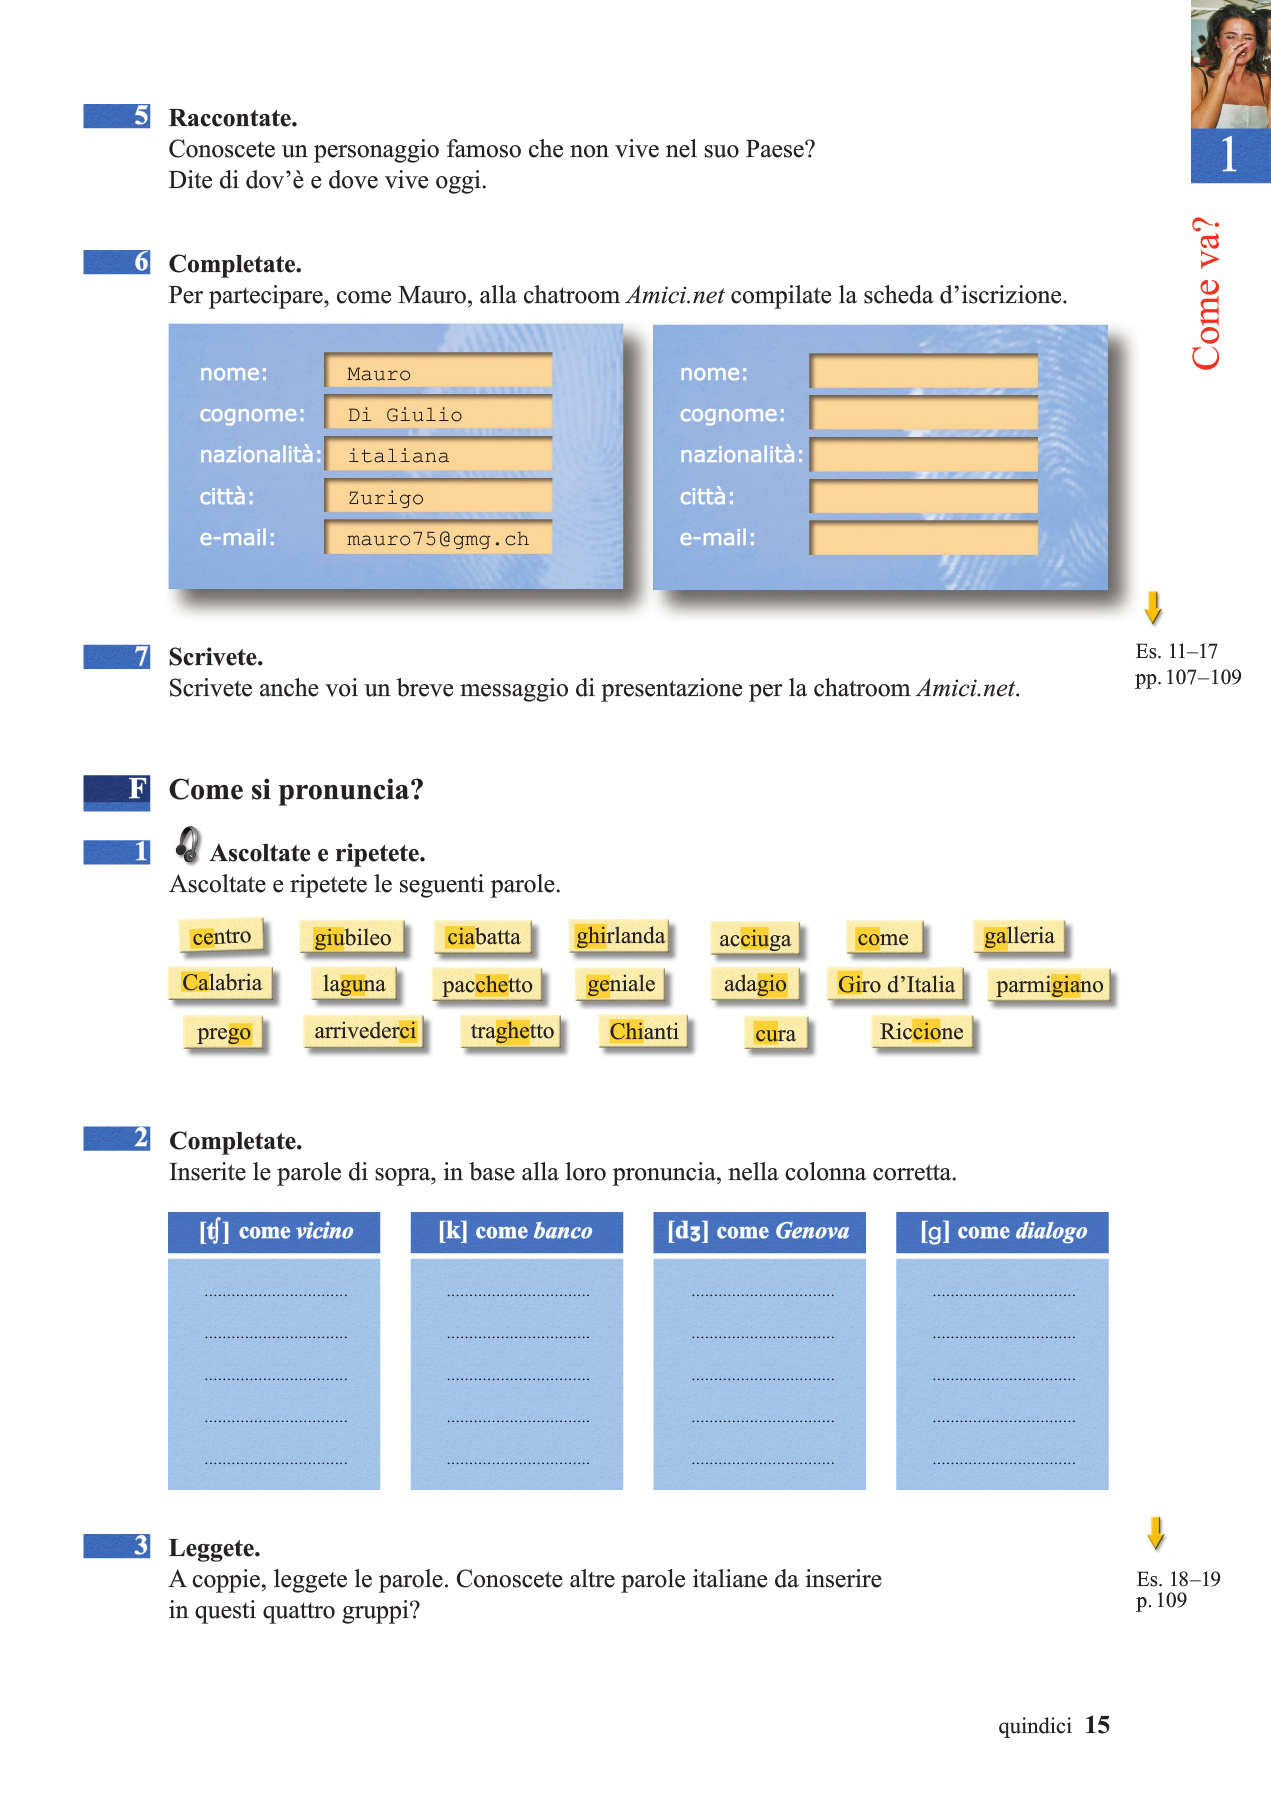 1
Come va?
5 Raccontate.
Conoscete un personaggio famoso che non vive nel suo Paese?
Dite di dov’è e dove vive oggi.
6 Completate.
Per partecipare, come Mauro, alla chatroom Amici.net compilate la scheda d’iscrizione.
nome: Mauro
cognome: Di Giulio
nazionalità: italiana
città: Zurigo
e-mail: mauro75@gmg.ch
nome:
cognome:
nazionalità:
città:
e-mail:
Es. 11–17
pp. 107–109
7 Scrivete.
Scrivete anche voi un breve messaggio di presentazione per la chatroom Amici.net.
F Come si pronuncia?
1 Ascoltate e ripetete.
Ascoltate e ripetete le seguenti parole.
centro giubileo ciabatta ghirlanda acciuga come galleria
Calabria laguna pacchetto geniale adagio Giro d’Italia parmigiano
prego arrivederci traghetto Chianti cura Riccione
2 Completate.
Inserite le parole di sopra, in base alla loro pronuncia, nella colonna corretta.
[ʧ] come vicino [k] come banco [dʒ] come Genova [g] come dialogo
3 Leggete.
A coppie, leggete le parole. Conoscete altre parole italiane da inserire
in questi quattro gruppi?
Es. 18–19
p. 109
quindici 15